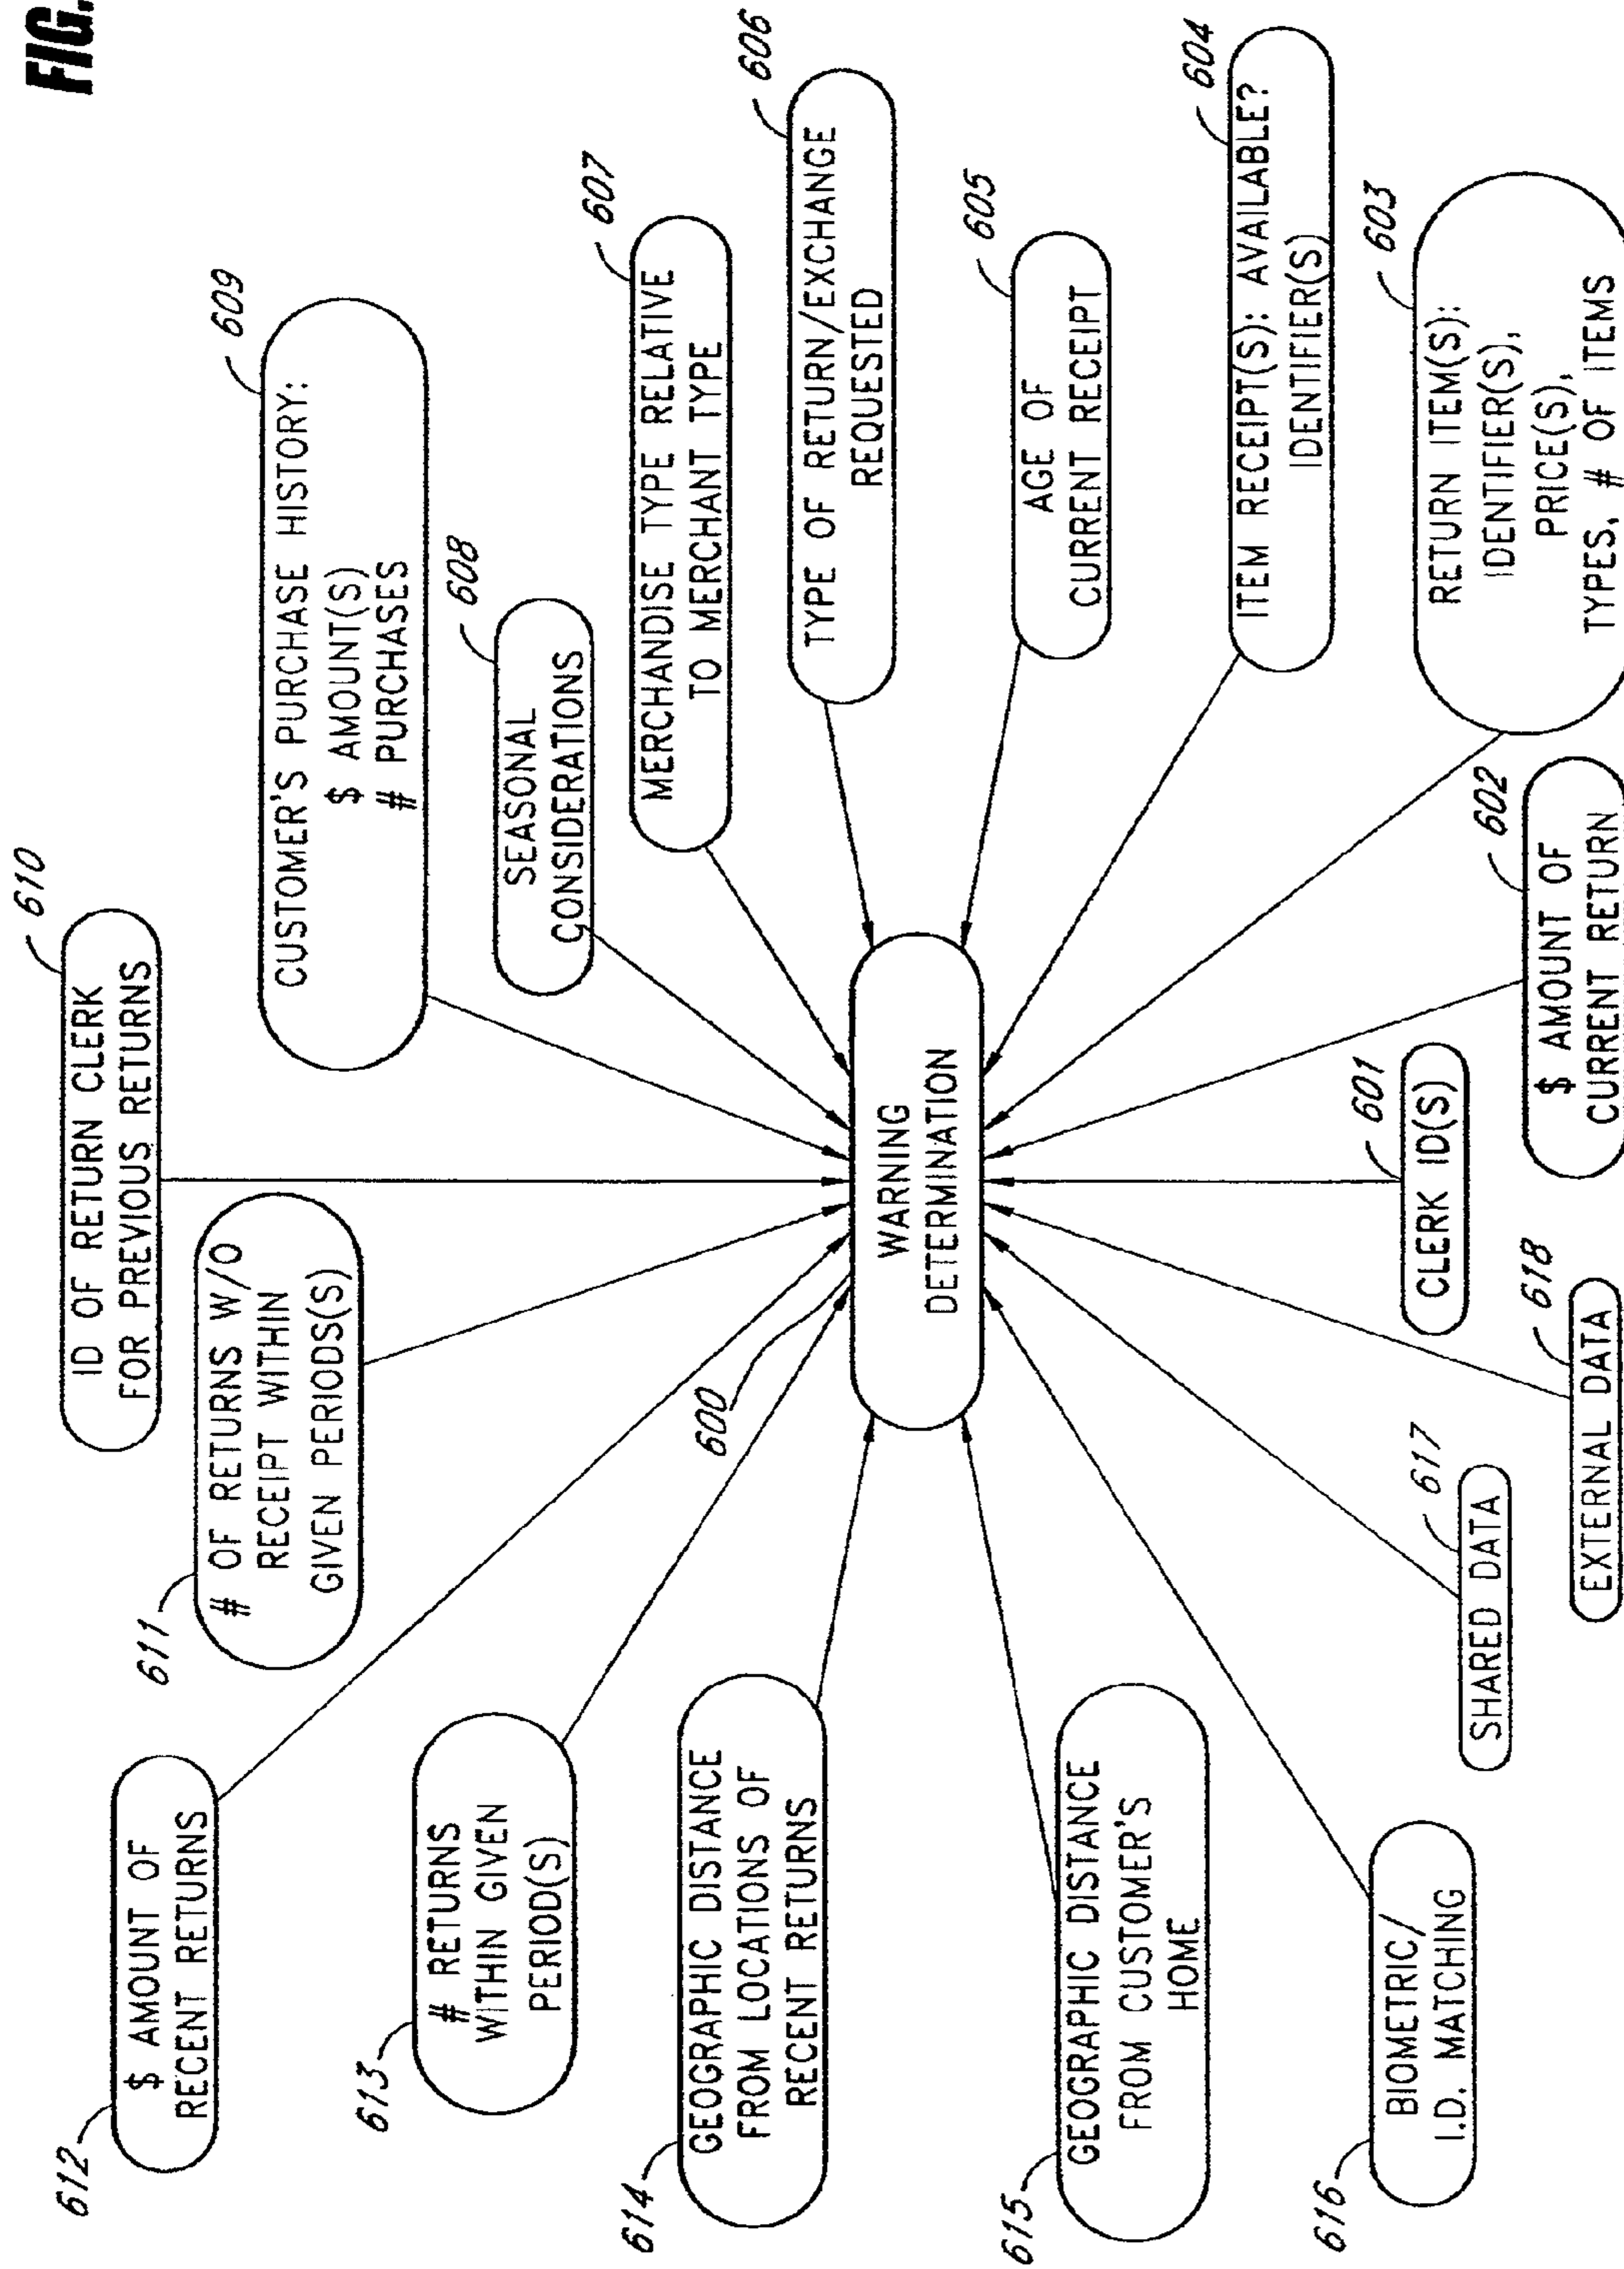 FIG.
610
ID OF RETURN CLERK
FOR PREVIOUS RETURNS
609
CUSTOMER'S PURCHASE HISTORY:
$ AMOUNT(S)
# PURCHASES
608
SEASONAL
CONSIDERATIONS
607
MERCHANDISE TYPE RELATIVE
TO MERCHANT TYPE
606
TYPE OF RETURN/EXCHANGE
REQUESTED
605
AGE OF
CURRENT RECEIPT
604
ITEM RECEIPT(S): AVAILABLE?
IDENTIFIER(S)
603
RETURN ITEM(S):
IDENTIFIER(S),
PRICE(S),
TYPES, # OF ITEMS
602
$ AMOUNT OF
CURRENT RETURN
601
CLERK ID(S)
618
EXTERNAL DATA
617
SHARED DATA
616
BIOMETRIC/
I.D. MATCHING
615
GEOGRAPHIC DISTANCE
FROM CUSTOMER'S
HOME
614
GEOGRAPHIC DISTANCE
FROM LOCATIONS OF
RECENT RETURNS
613
# RETURNS
WITHIN GIVEN
PERIOD(S)
612
$ AMOUNT OF
RECENT RETURNS
611
# OF RETURNS W/O
RECEIPT WITHIN
GIVEN PERIODS(S)
600
WARNING
DETERMINATION